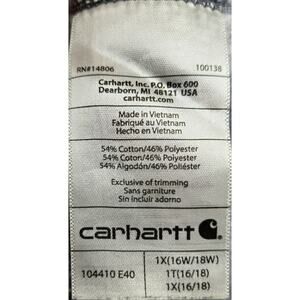 RN#14806 100138
Carhartt, Inc. P.O. Box 600
Dearborn, MI 48121 USA
carhartt.com
Made in Vietnam
Fabriqué au Vietnam
Hecho en Vietnam
54% Cotton/46% Polyester
54% Coton/46% Polyester
54% Algodón/46% Poliéster
Exclusive of trimming
Sans garniture
Sin incluir adorno
carhartt
104410 E40
1X(16W/18W)
1T(16/18)
1X(16/18)